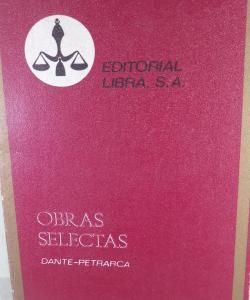 EDITORIAL
LIBRA, S.A.
OBRAS
SELECTAS
DANTE-PETRARCA